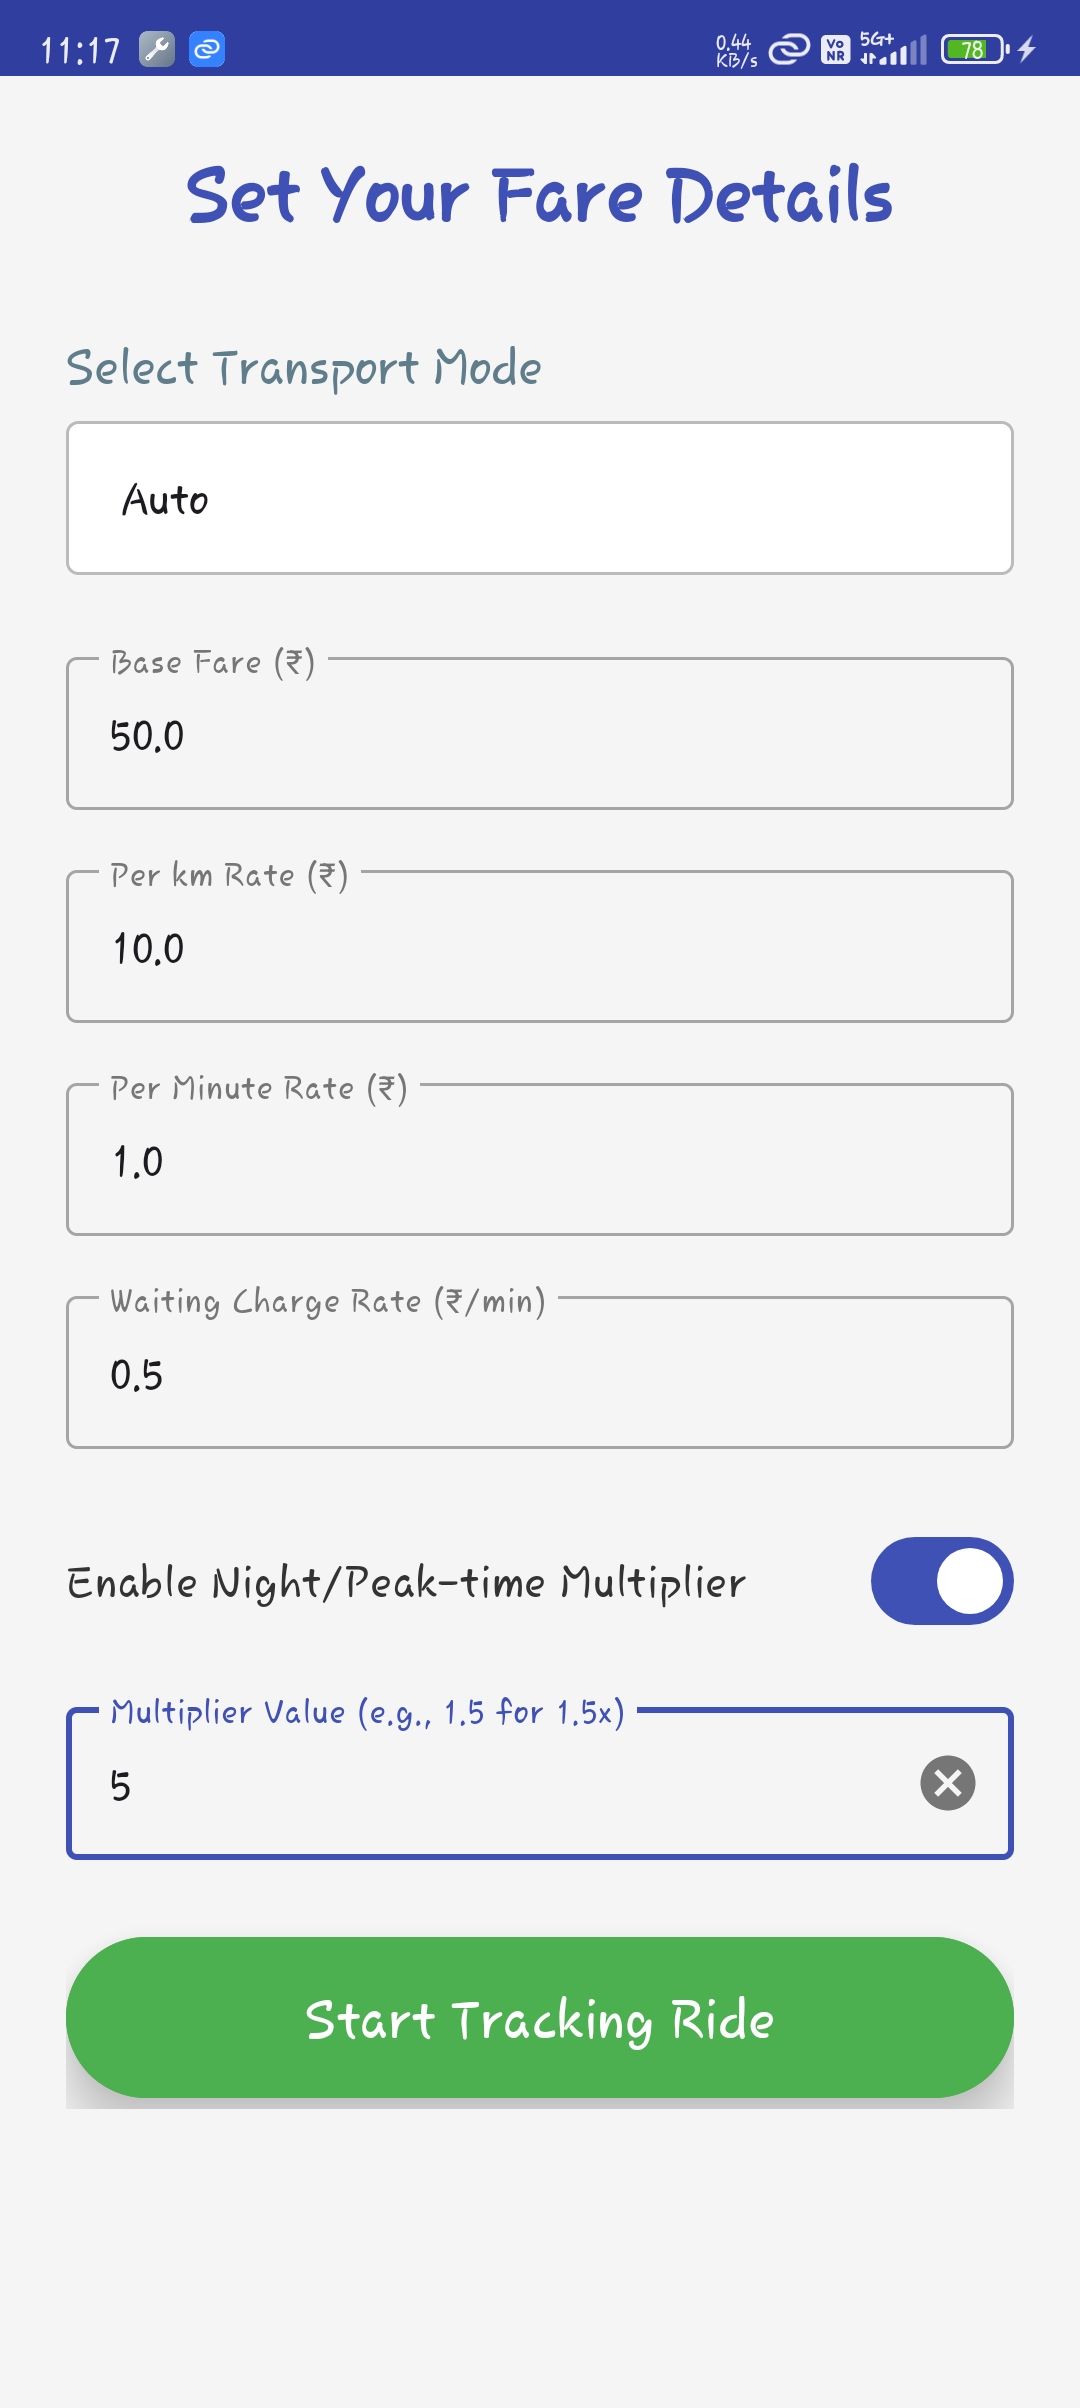 11:17
0.44 KB/s Vo NR 5G+ 78
Set Your Fare Details
Select Transport Mode
Auto
Base Fare (₹)
50.0
Per km Rate (₹)
10.0
Per Minute Rate (₹)
1.0
Waiting Charge Rate (₹/min)
0.5
Enable Night/Peak-time Multiplier
Multiplier Value (e.g., 1.5 for 1.5x)
5
Start Tracking Ride